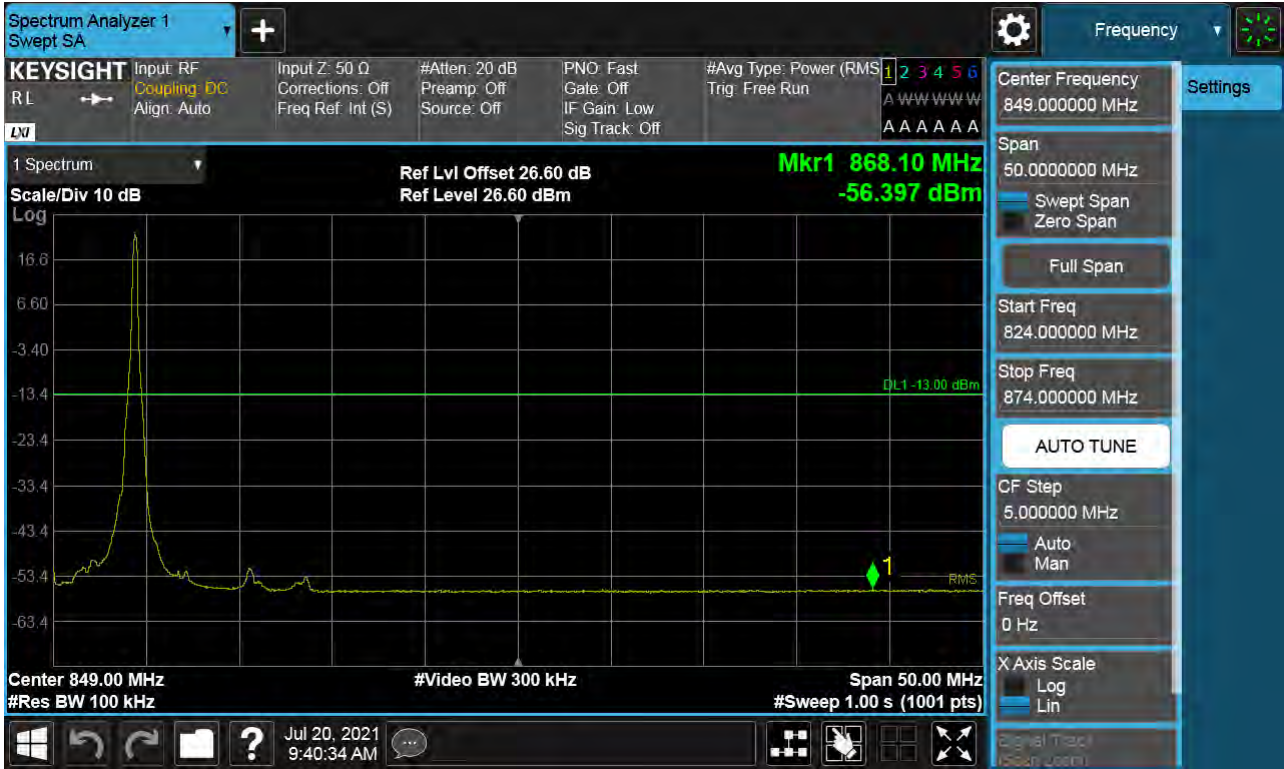 Spectrum Analyzer 1
Swept SA
Frequency
KEYSIGHT
RL
LXI
Input: RF
Coupling: DC
Align: Auto
Input Z: 50 Ω
Corrections: Off
Freq Ref: Int (S)
#Atten: 20 dB
Preamp: Off
Source: Off
PNO: Fast
Gate: Off
IF Gain: Low
Sig Track: Off
#Avg Type: Power (RMS
Trig: Free Run
1 2 3 4 5 6
A W W W W W
A A A A A A
Center Frequency
849.000000 MHz
Settings
Span
50.0000000 MHz
Swept Span
Zero Span
Full Span
Start Freq
824.000000 MHz
Stop Freq
874.000000 MHz
AUTO TUNE
CF Step
5.000000 MHz
Auto
Man
Freq Offset
0 Hz
X Axis Scale
Log
Lin
Signal Track
(Span Zoom)
1 Spectrum
Scale/Div 10 dB
Log
Ref Lvl Offset 26.60 dB
Ref Level 26.60 dBm
Mkr1 868.10 MHz
-56.397 dBm
16.6
6.60
-3.40
-13.4
-23.4
-33.4
-43.4
-53.4
-63.4
DL1 -13.00 dBm
1
RMS
Center 849.00 MHz
#Res BW 100 kHz
#Video BW 300 kHz
Span 50.00 MHz
#Sweep 1.00 s (1001 pts)
?
Jul 20, 2021
9:40:34 AM